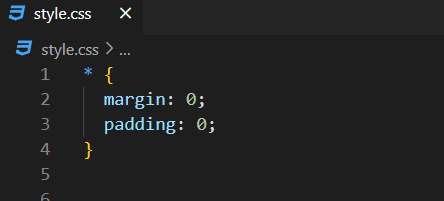 style.css
style.css > ...
1 * {
2   margin: 0;
3   padding: 0;
4 }
5
6